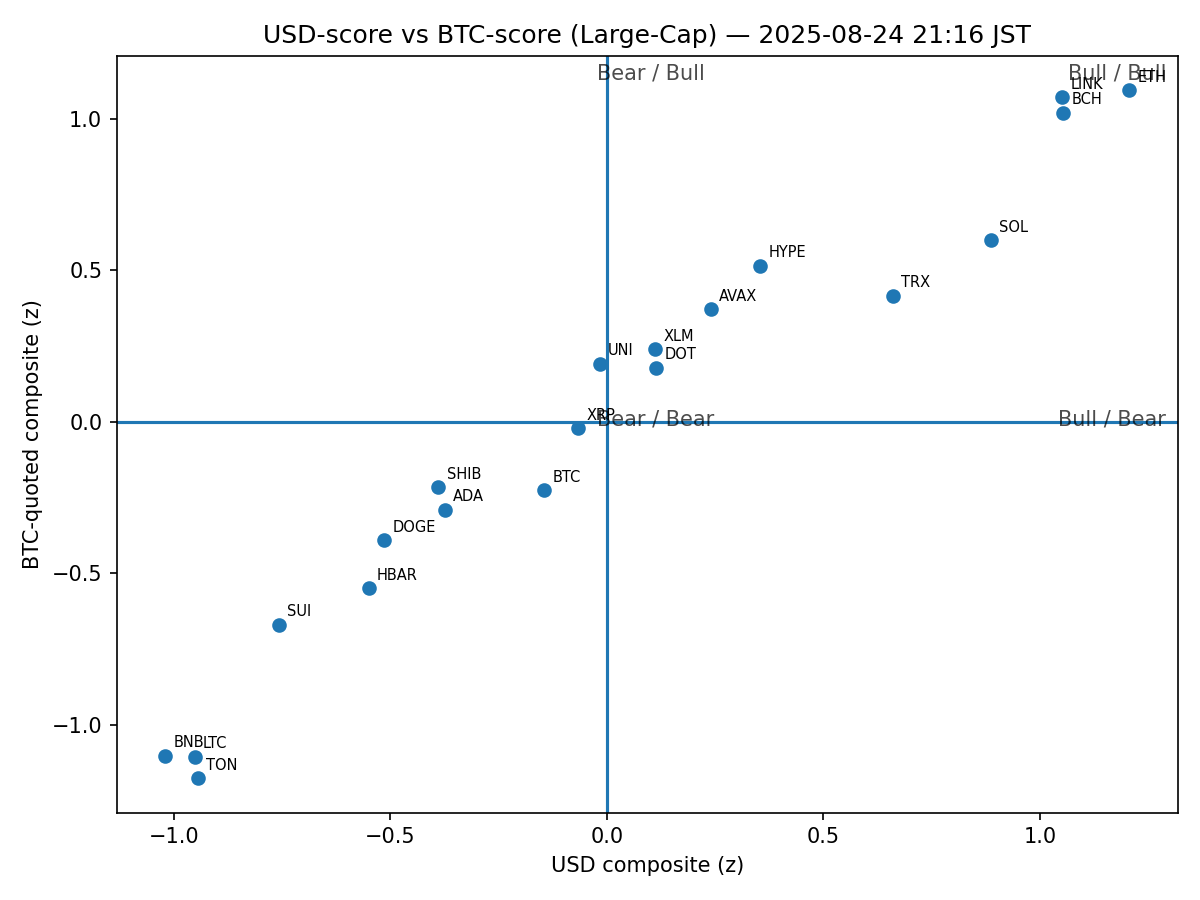 USD-score vs BTC-score (Large-Cap) — 2025-08-24 21:16 JST
Bear / Bull
Bull / Bull
ETH
LINK
BCH
1.0
SOL
HYPE
0.5
TRX
AVAX
XLM
UNI
DOT
XRP
Bear / Bear
Bull / Bear
0.0
SHIB
BTC
ADA
DOGE
−0.5
HBAR
SUI
−1.0
BNB
LTC
TON
−1.0
−0.5
0.0
0.5
1.0
USD composite (z)
BTC-quoted composite (z)